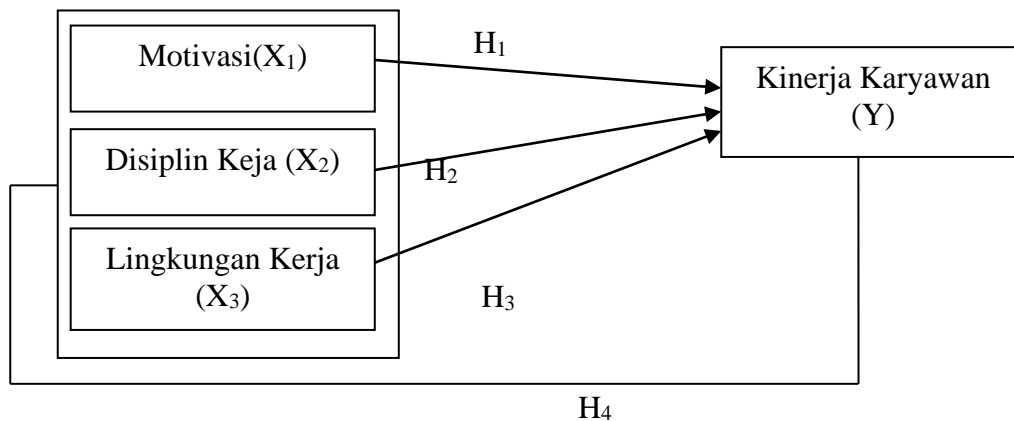 Motivasi(X₁)
H₁
Kinerja Karyawan
(Y)
Disiplin Keja (X₂)
H₂
Lingkungan Kerja
(X₃)
H₃
H₄